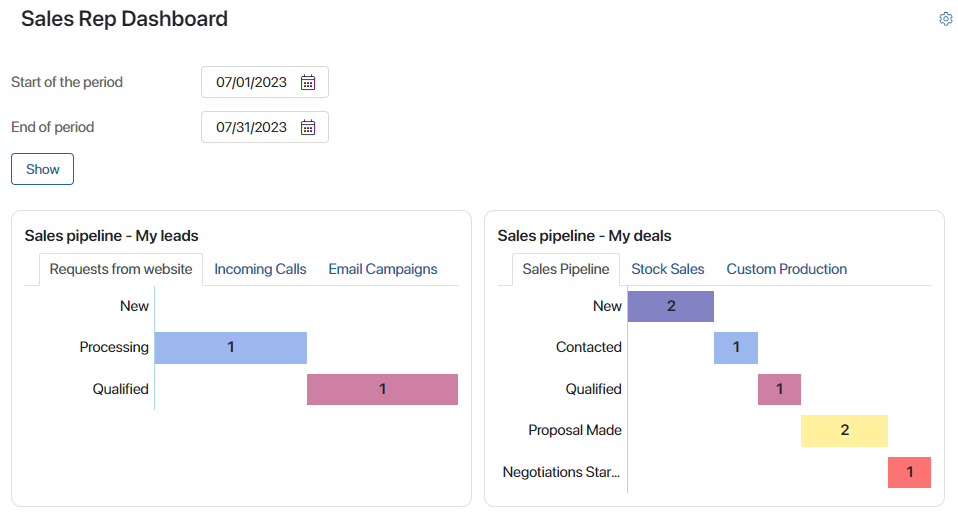 Sales Rep Dashboard
Start of the period 07/01/2023
End of period 07/31/2023
Show
Sales pipeline - My leads
Requests from website Incoming Calls Email Campaigns
New
Processing 1
Qualified 1
Sales pipeline - My deals
Sales Pipeline Stock Sales Custom Production
New 2
Contacted 1
Qualified 1
Proposal Made 2
Negotiations Star... 1